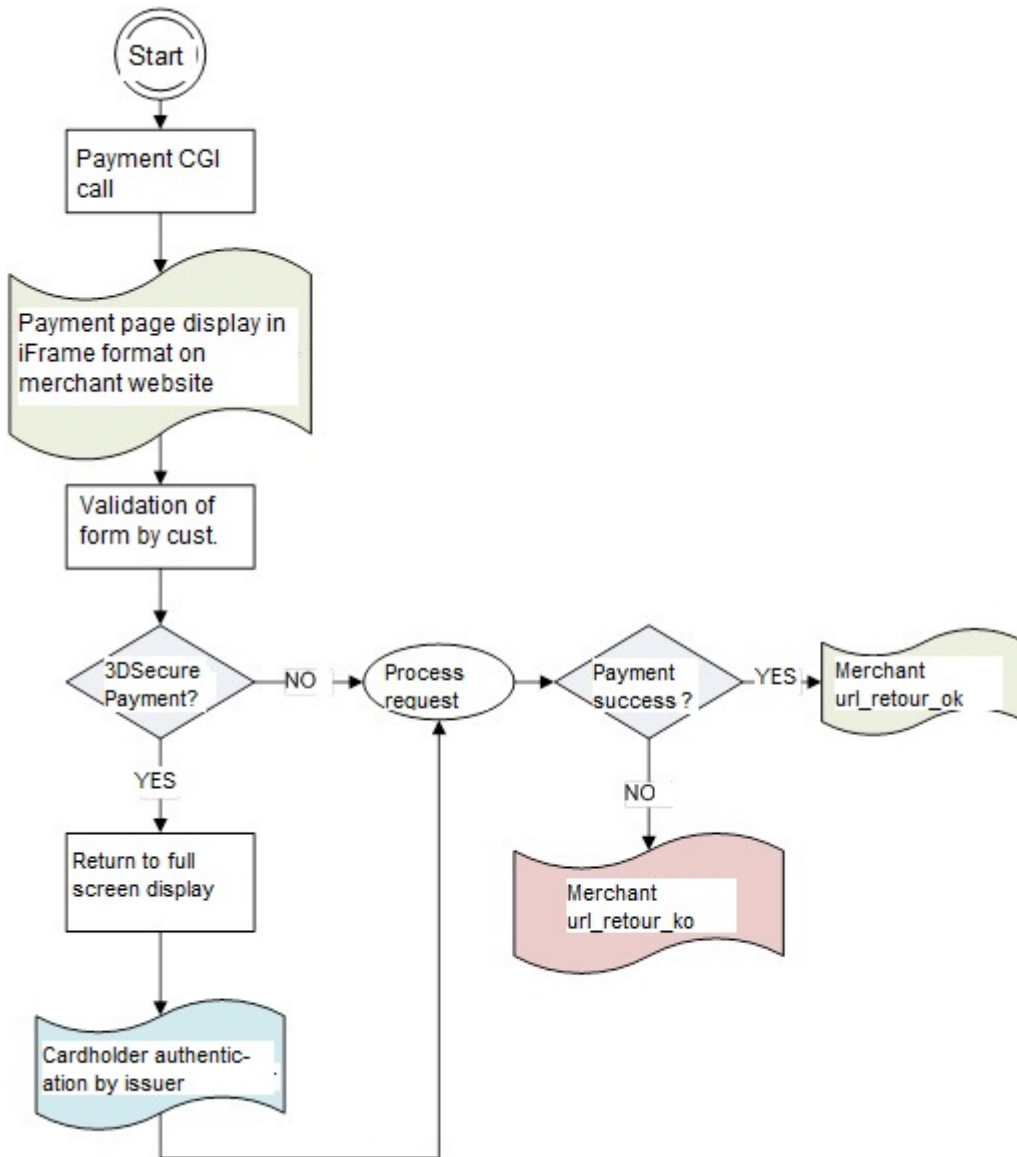 Start
Payment CGI
call
Payment page display in
iFrame format on
merchant website
Validation of
form by cust.
3DSecure
Payment?
NO
Process
request
Payment
success ?
YES
Merchant
url_retour_ok
YES
NO
Return to full
screen display
Merchant
url_retour_ko
Cardholder authentic-
ation by issuer